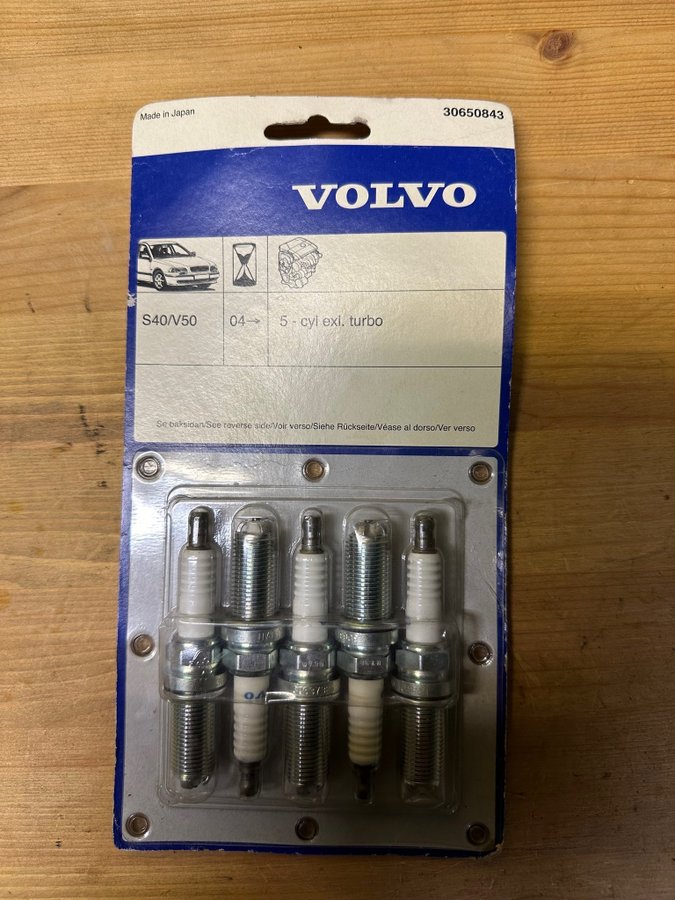 Made in Japan
30650843
VOLVO
S40/V50
04→
5 - cyl exl. turbo
Se baksidan/See reverse side/Voir verso/Siehe Rückseite/Véase al dorso/Ver verso
VO